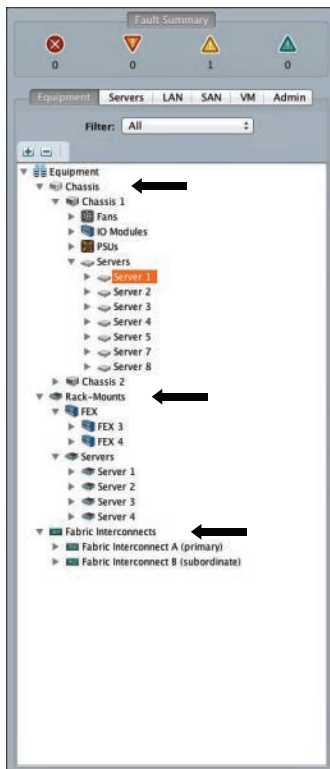 Fault Summary
0 0 1 0
Equipment Servers LAN SAN VM Admin
Filter: All
Equipment
Chassis
Chassis 1
Fans
IO Modules
PSUs
Servers
Server 1
Server 2
Server 3
Server 4
Server 5
Server 7
Server 8
Chassis 2
Rack-Mounts
FEX
FEX 3
FEX 4
Servers
Server 1
Server 2
Server 3
Server 4
Fabric Interconnects
Fabric Interconnect A (primary)
Fabric Interconnect B (subordinate)